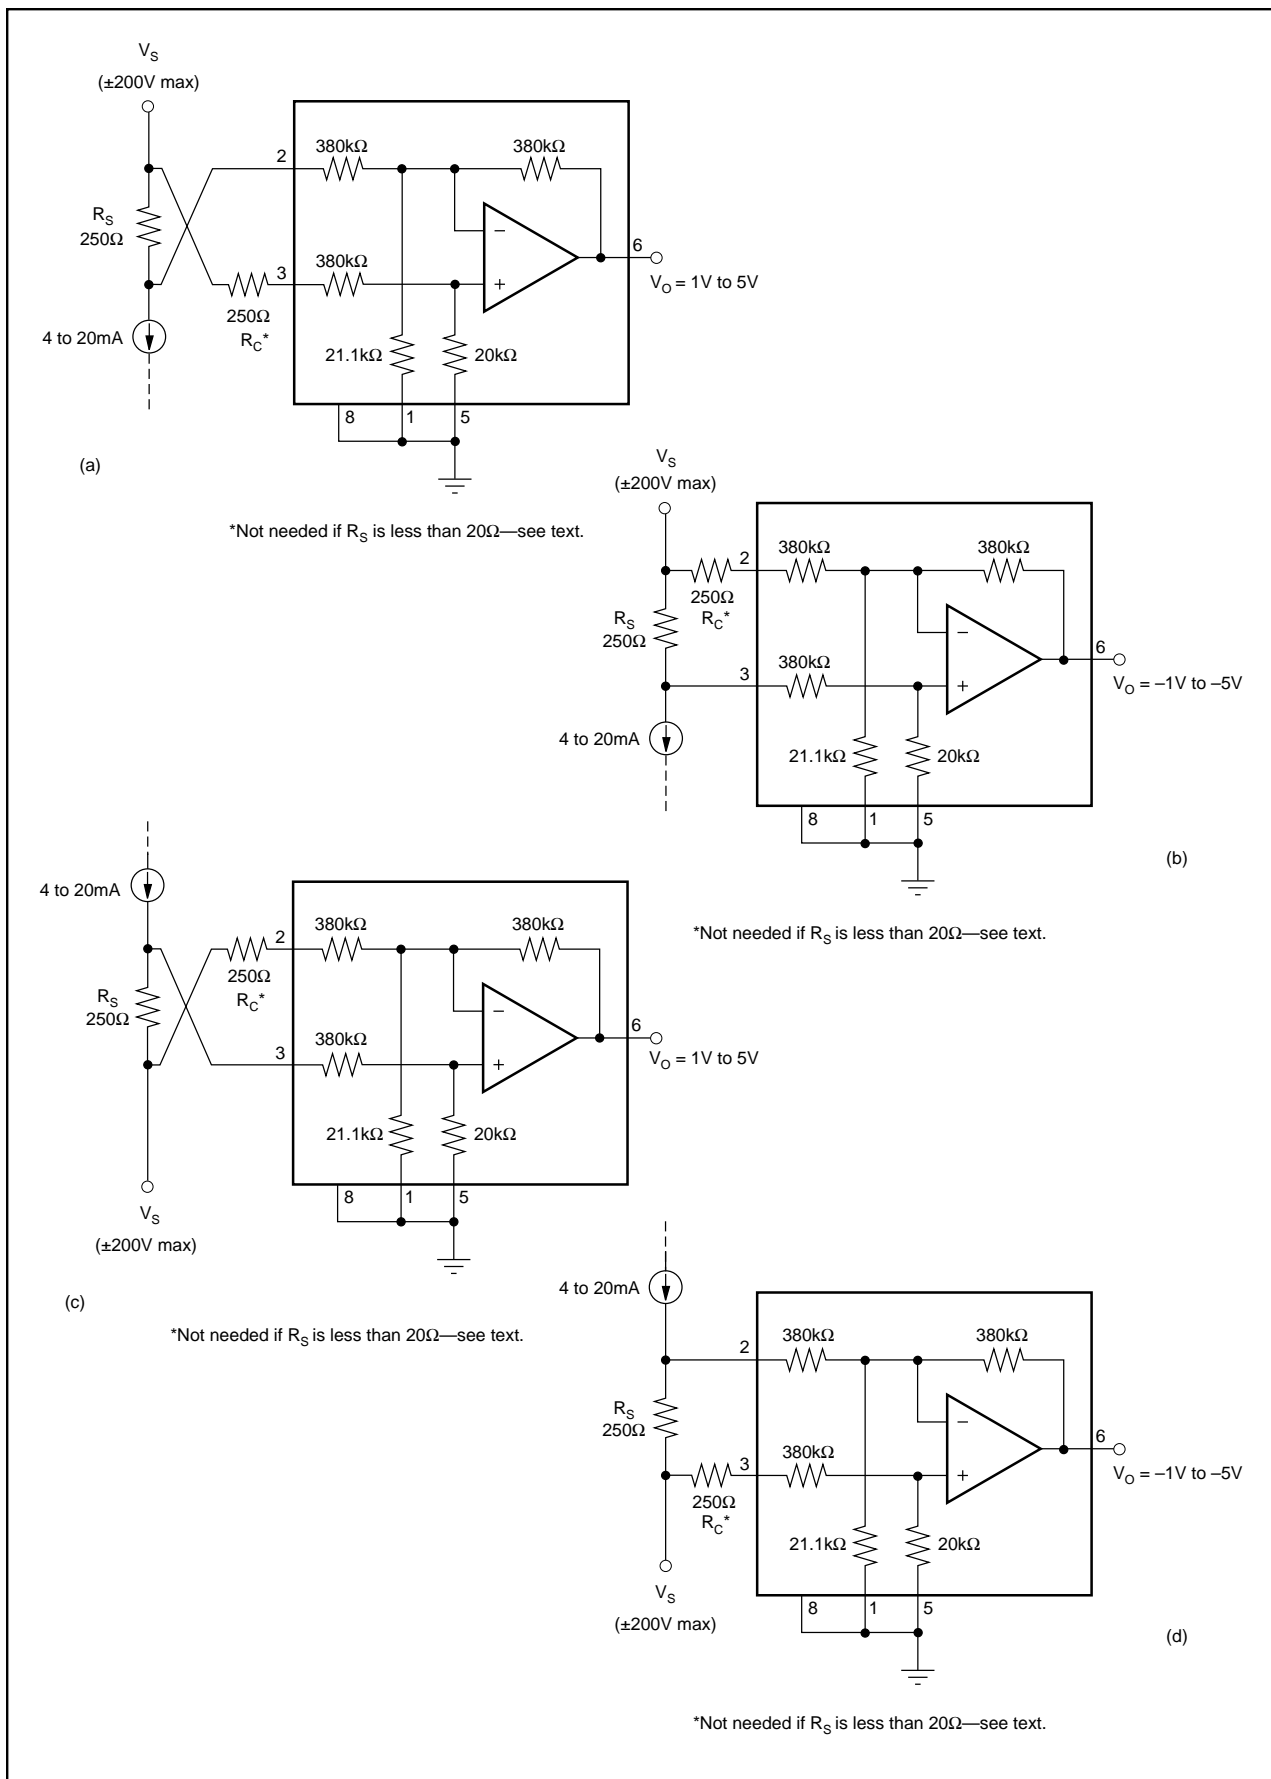 V_S
(±200V max)
380kΩ
380kΩ
2
R_S
250Ω
–
6
380kΩ
3
+
V_O = 1V to 5V
250Ω
R_C*
4 to 20mA
21.1kΩ
20kΩ
8
1
5
(a)
*Not needed if R_S is less than 20Ω—see text.
V_S
(±200V max)
380kΩ
380kΩ
2
250Ω
R_C*
R_S
250Ω
–
6
380kΩ
3
+
V_O = –1V to –5V
4 to 20mA
21.1kΩ
20kΩ
8
1
5
(b)
*Not needed if R_S is less than 20Ω—see text.
4 to 20mA
380kΩ
380kΩ
2
250Ω
R_C*
R_S
250Ω
–
6
380kΩ
3
+
V_O = 1V to 5V
21.1kΩ
20kΩ
8
1
5
V_S
(±200V max)
(c)
*Not needed if R_S is less than 20Ω—see text.
4 to 20mA
380kΩ
380kΩ
2
R_S
250Ω
–
6
380kΩ
3
+
V_O = –1V to –5V
250Ω
R_C*
21.1kΩ
20kΩ
V_S
(±200V max)
8
1
5
(d)
*Not needed if R_S is less than 20Ω—see text.